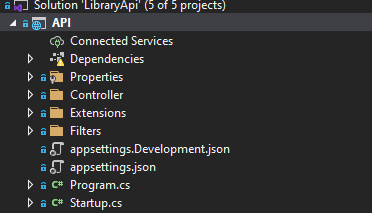 Solution 'LibraryApi' (5 of 5 projects)
API
Connected Services
Dependencies
Properties
Controller
Extensions
Filters
appsettings.Development.json
appsettings.json
C# Program.cs
C# Startup.cs